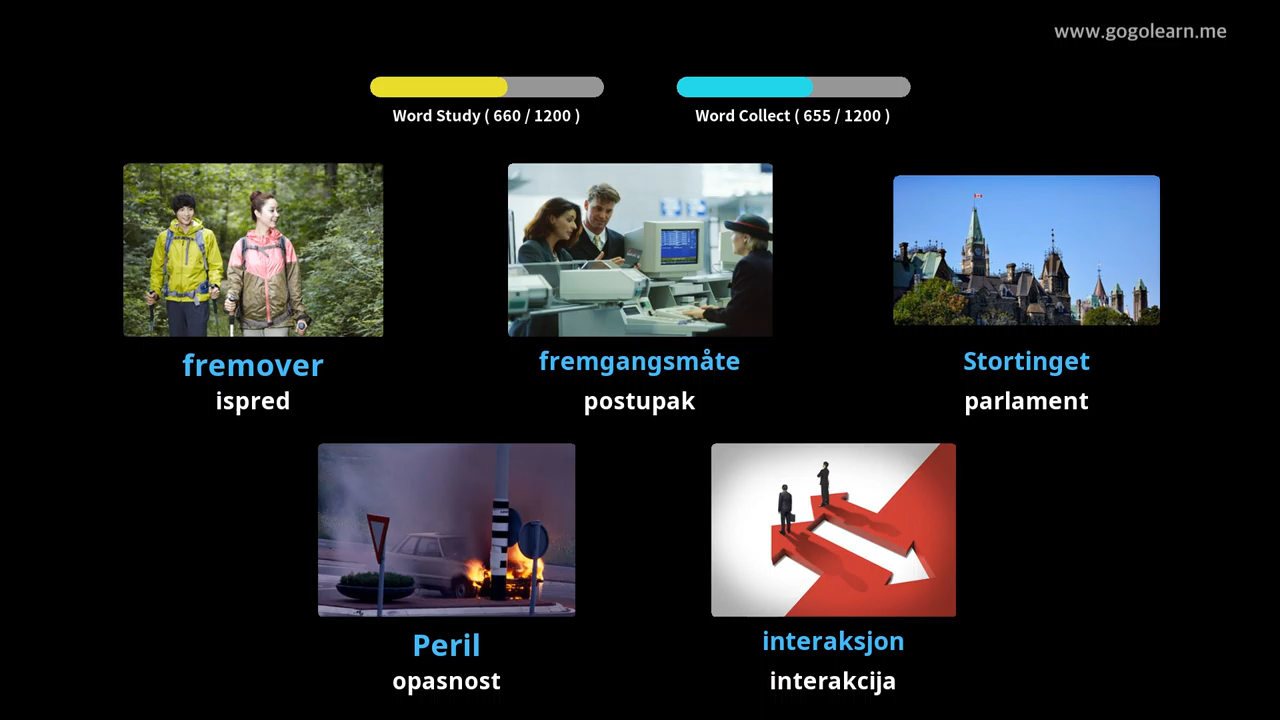 www.gogolearn.me
Word Study ( 660 / 1200 )
Word Collect ( 655 / 1200 )
fremover
ispred
fremgangsmåte
postupak
Stortinget
parlament
Peril
opasnost
interaksjon
interakcija